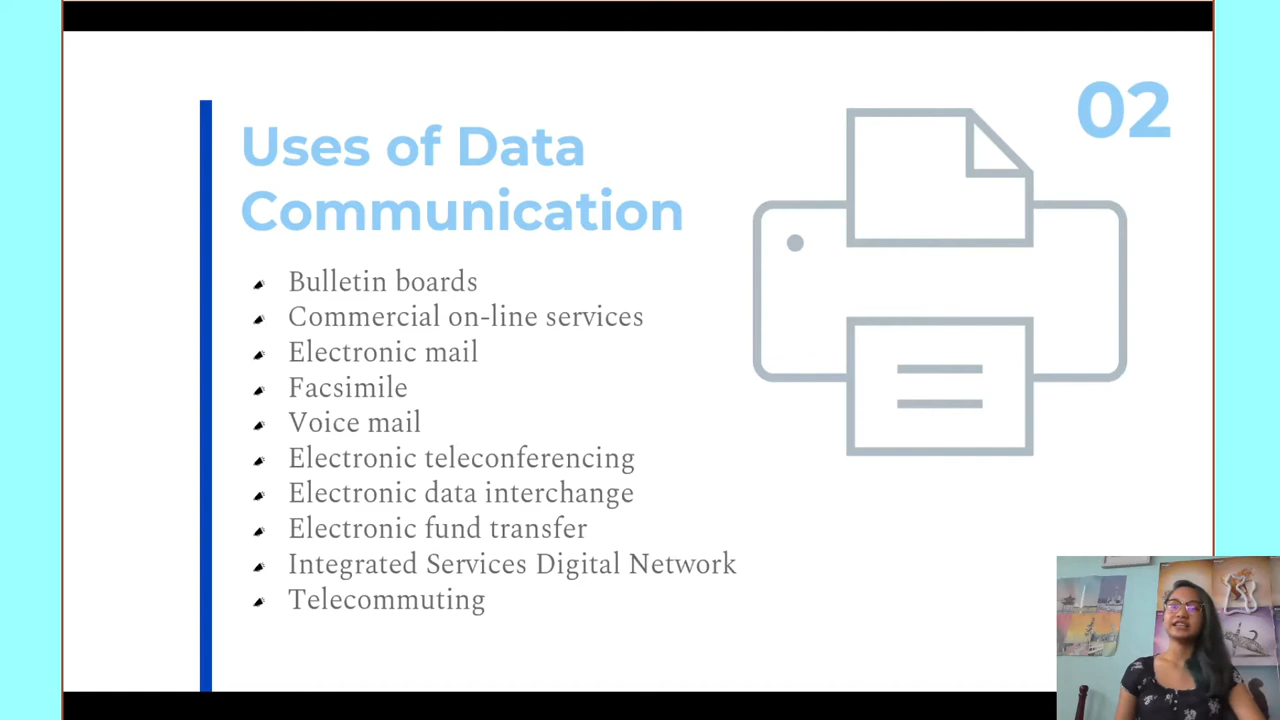 02
Uses of Data
Communication
Bulletin boards
Commercial on-line services
Electronic mail
Facsimile
Voice mail
Electronic teleconferencing
Electronic data interchange
Electronic fund transfer
Integrated Services Digital Network
Telecommuting